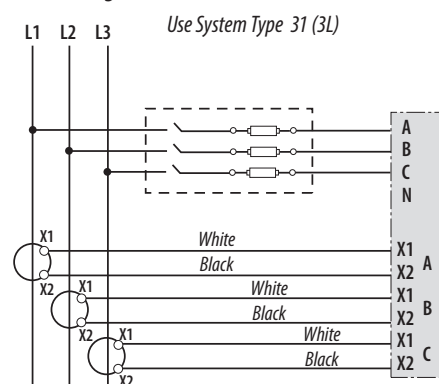 Use System Type 31 (3L)
L1 L2 L3
A
B
C
N
X1 White X1
X2 Black X2 A
X1 White X1
X2 Black X2 B
X1 White X1
X2 Black X2 C